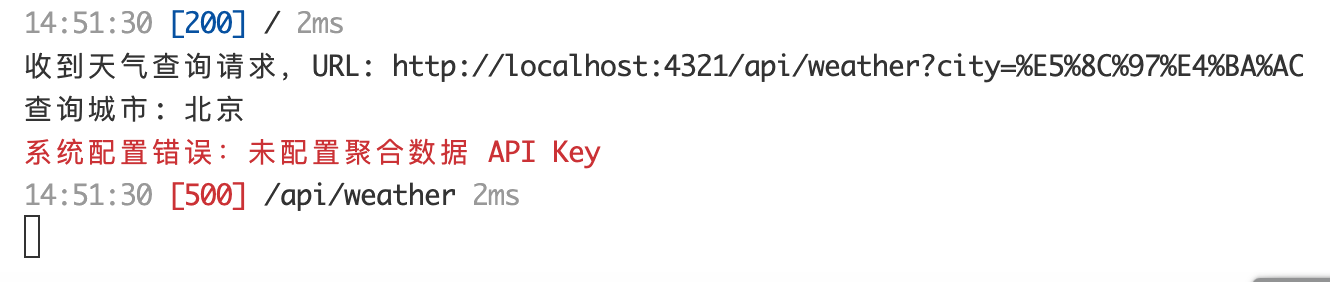 14:51:30 [200] / 2ms
收到天气查询请求, URL: http://localhost:4321/api/weather?city=%E5%8C%97%E4%BA%AC
查询城市: 北京
系统配置错误: 未配置聚合数据 API Key
14:51:30 [500] /api/weather 2ms